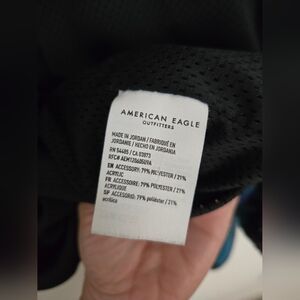 AMERICAN EAGLE
OUTFITTERS
MADE IN JORDAN / FABRIQUÉ EN
JORDANIE / HECHO EN JORDANIA
RN 54485 / CA 03973
EN: ACCESSORY: 79% POLYESTER / 21%
ACRYLIC
FR: ACCESSOIRE: 79% POLYESTER / 21%
ACRYLIQUE
SP: ACCESORIO: 79% poliéster / 21%
acrílico